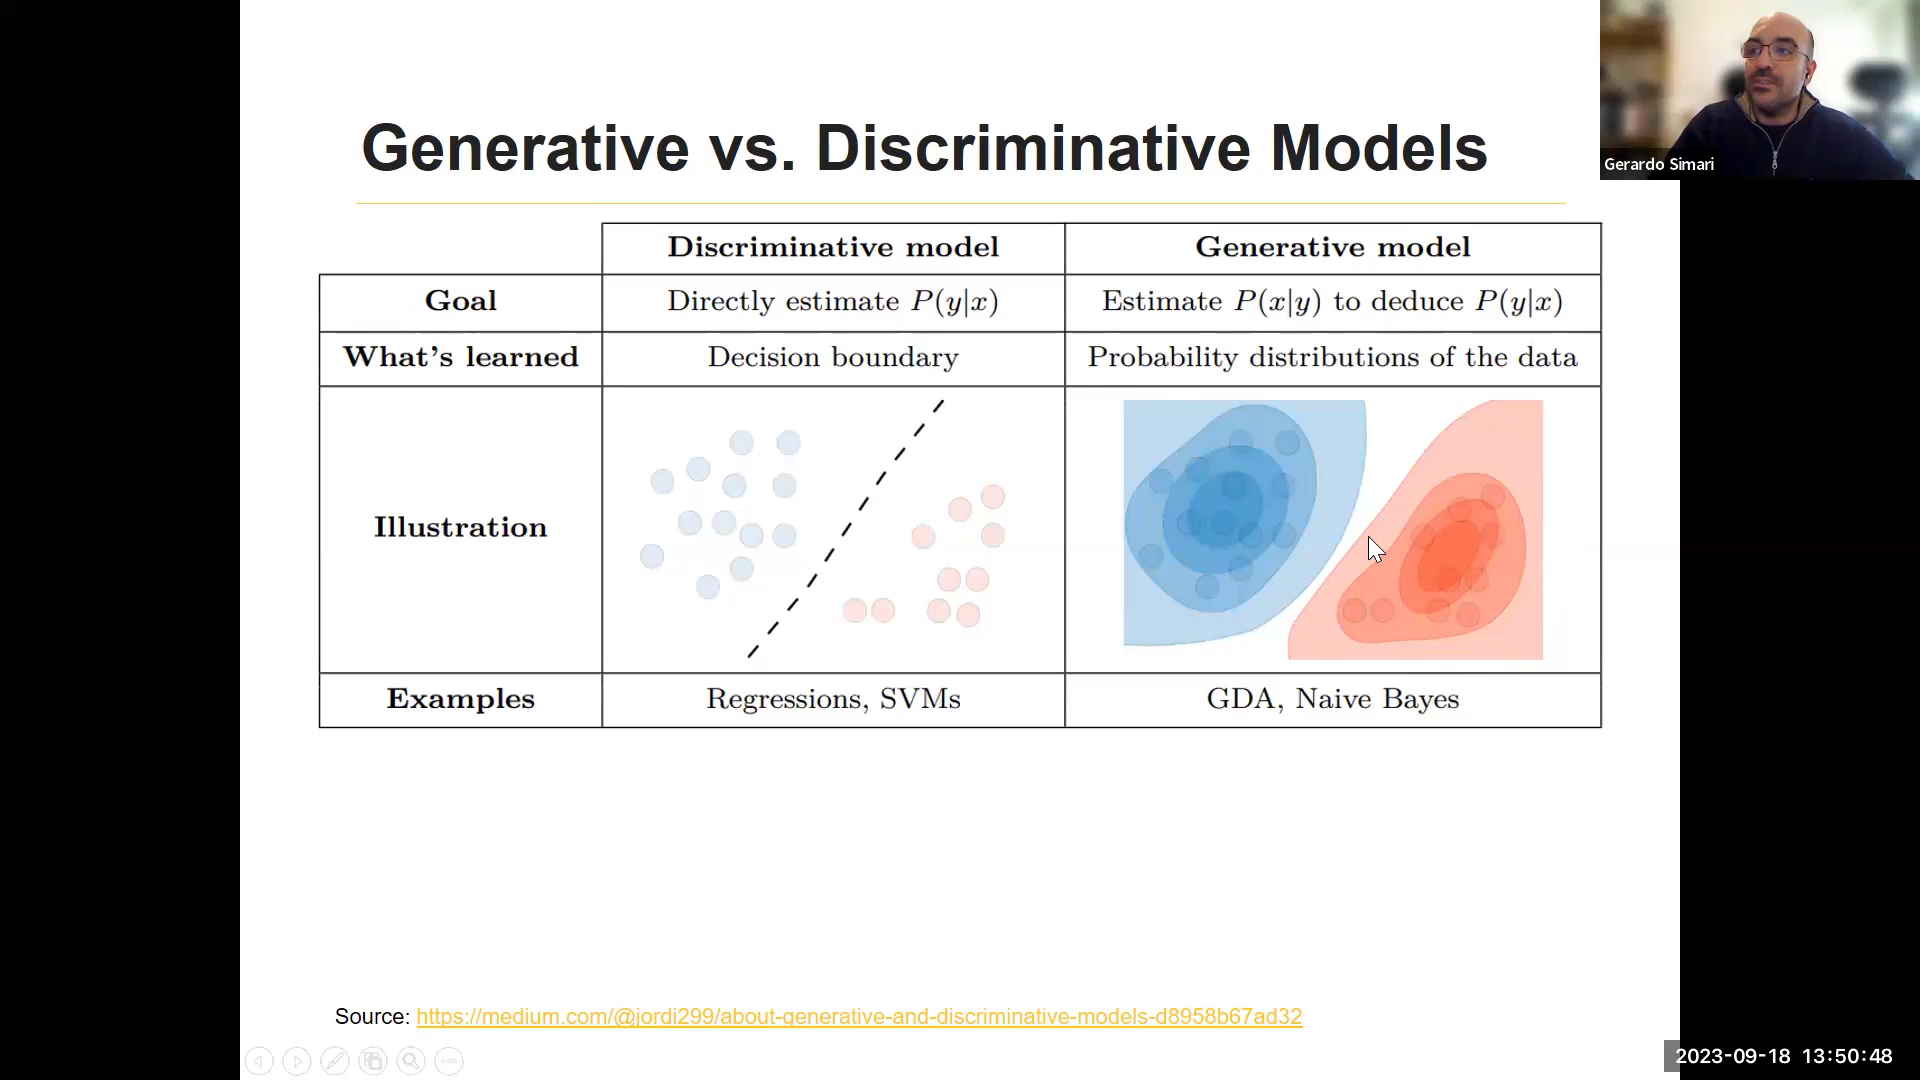 Generative vs. Discriminative Models
Gerardo Simari
Discriminative model Generative model
Goal Directly estimate P(y|x) Estimate P(x|y) to deduce P(y|x)
What's learned Decision boundary Probability distributions of the data
Illustration
Examples Regressions, SVMs GDA, Naive Bayes
Source: https://medium.com/@jordi299/about-generative-and-discriminative-models-d8958b67ad32
2023-09-18 13:50:48